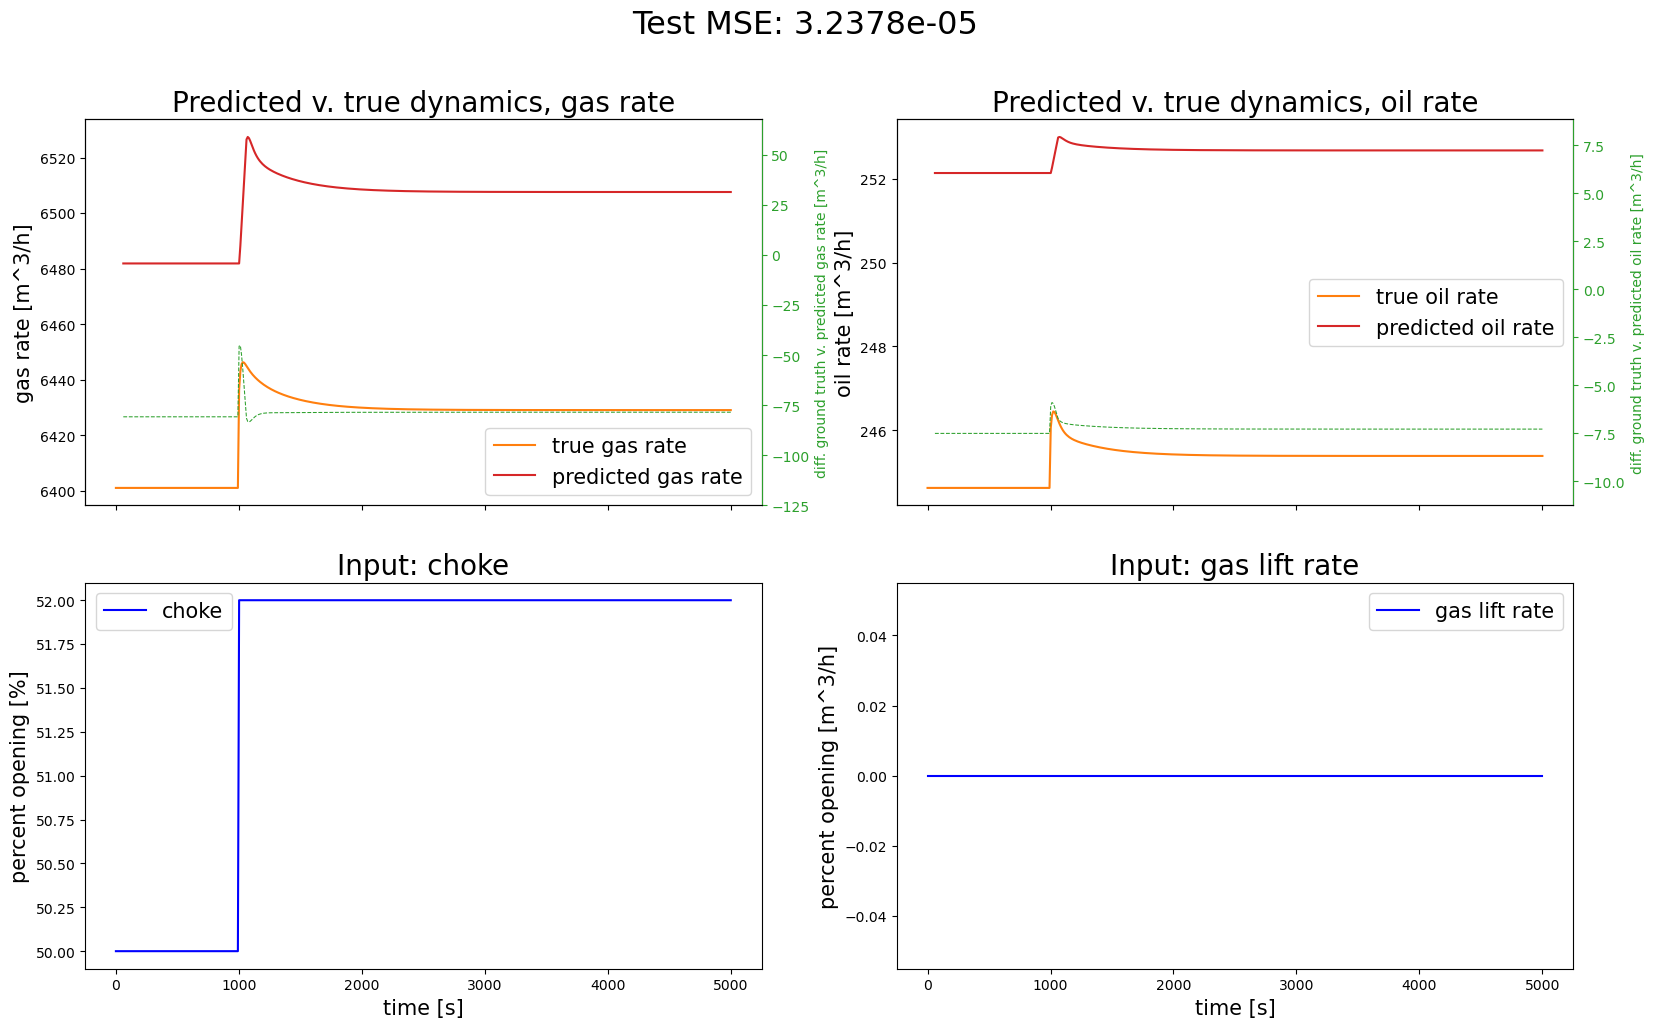 Test MSE: 3.2378e-05
Predicted v. true dynamics, gas rate
6520
6500
6480
6460
6440
6420
6400
gas rate [m^3/h]
50
25
0
−25
−50
−75
−100
−125
diff. ground truth v. predicted gas rate [m^3/h]
true gas rate
predicted gas rate
Predicted v. true dynamics, oil rate
252
250
248
246
oil rate [m^3/h]
7.5
5.0
2.5
0.0
−2.5
−5.0
−7.5
−10.0
diff. ground truth v. predicted oil rate [m^3/h]
true oil rate
predicted oil rate
Input: choke
52.00
51.75
51.50
51.25
51.00
50.75
50.50
50.25
50.00
percent opening [%]
choke
0 1000 2000 3000 4000 5000
time [s]
Input: gas lift rate
0.04
0.02
0.00
−0.02
−0.04
percent opening [m^3/h]
gas lift rate
0 1000 2000 3000 4000 5000
time [s]